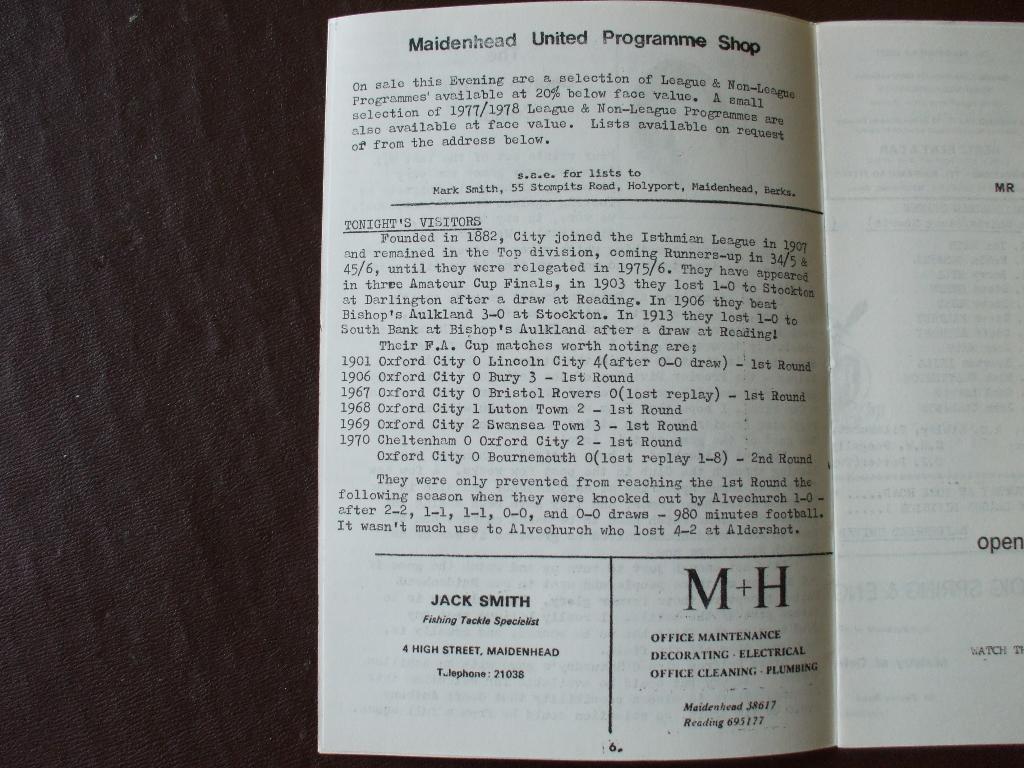 Maidenhead United Programme Shop
On sale this Evening are a selection of League & Non-League
Programmes' available at 20% below face value. A small
selection of 1977/1978 League & Non-League Programmes are
also available at face value. Lists available on request
of from the address below.
s.a.e. for lists to
Mark Smith, 55 Stompits Road, Holyport, Maidenhead, Berks.
TONIGHT'S VISITORS
Founded in 1882, City joined the Isthmian League in 1907
and remained in the Top division, coming Runners-up in 34/5 &
45/6, until they were relegated in 1975/6. They have appeared
in three Amateur Cup Finals, in 1903 they lost 1-0 to Stockton
at Darlington after a draw at Reading. In 1906 they beat
Bishop's Aulkland 3-0 at Stockton. In 1913 they lost 1-0 to
South Bank at Bishop's Aulkland after a draw at Reading!
Their F.A. Cup matches worth noting are;
1901 Oxford City 0 Lincoln City 4(after 0-0 draw) - 1st Round
1906 Oxford City 0 Bury 3 - 1st Round
1967 Oxford City 0 Bristol Rovers 0(lost replay) - 1st Round
1968 Oxford City 1 Luton Town 2 - 1st Round
1969 Oxford City 2 Swansea Town 3 - 1st Round
1970 Cheltenham 0 Oxford City 2 - 1st Round
Oxford City 0 Bournemouth 0(lost replay 1-8) - 2nd Round
They were only prevented from reaching the 1st Round the
following season when they were knocked out by Alvechurch 1-0 -
after 2-2, 1-1, 1-1, 0-0, and 0-0 draws - 980 minutes football.
It wasn't much use to Alvechurch who lost 4-2 at Aldershot.
JACK SMITH
Fishing Tackle Specialist
4 HIGH STREET, MAIDENHEAD
Telephone: 21038
M+H
OFFICE MAINTENANCE
DECORATING · ELECTRICAL
OFFICE CLEANING · PLUMBING
Maidenhead 38617
Reading 695177
6.
MR
open
WATCH TH